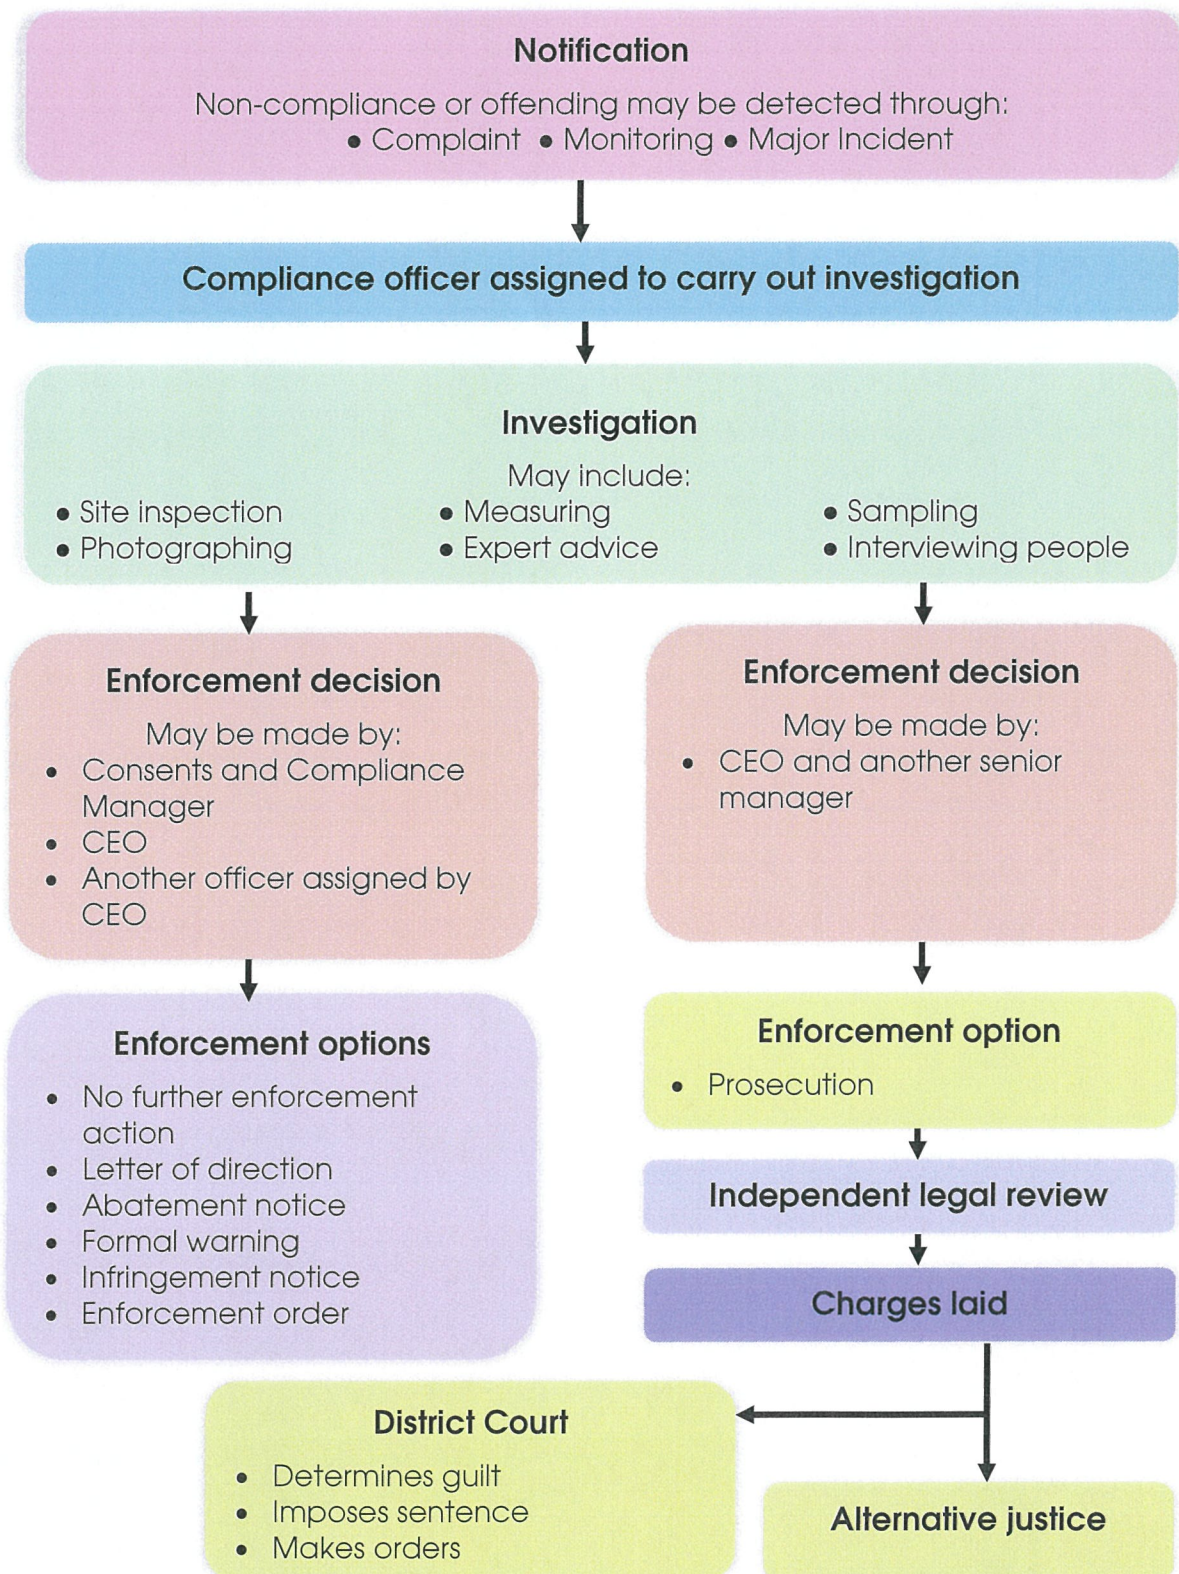 Notification
Non-compliance or offending may be detected through:
• Complaint • Monitoring • Major Incident
Compliance officer assigned to carry out investigation
Investigation
May include:
• Site inspection • Measuring • Sampling
• Photographing • Expert advice • Interviewing people
Enforcement decision
May be made by:
• Consents and Compliance
Manager
• CEO
• Another officer assigned by
CEO
Enforcement decision
May be made by:
• CEO and another senior
manager
Enforcement options
• No further enforcement
action
• Letter of direction
• Abatement notice
• Formal warning
• Infringement notice
• Enforcement order
Enforcement option
• Prosecution
Independent legal review
Charges laid
District Court
• Determines guilt
• Imposes sentence
• Makes orders
Alternative justice